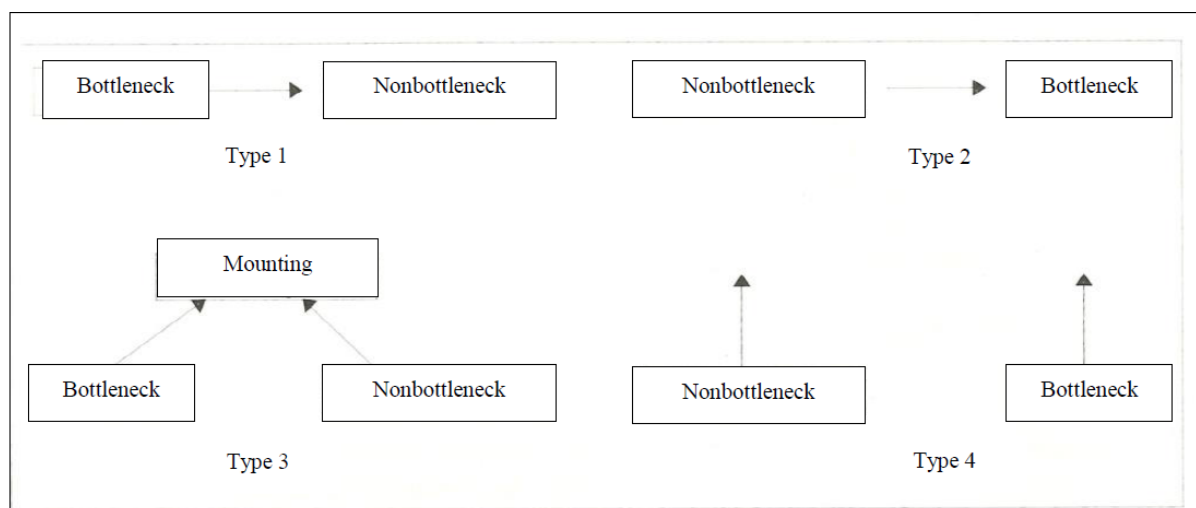 Bottleneck
Nonbottleneck
Nonbottleneck
Bottleneck
Type 1
Type 2
Mounting
Bottleneck
Nonbottleneck
Nonbottleneck
Bottleneck
Type 3
Type 4